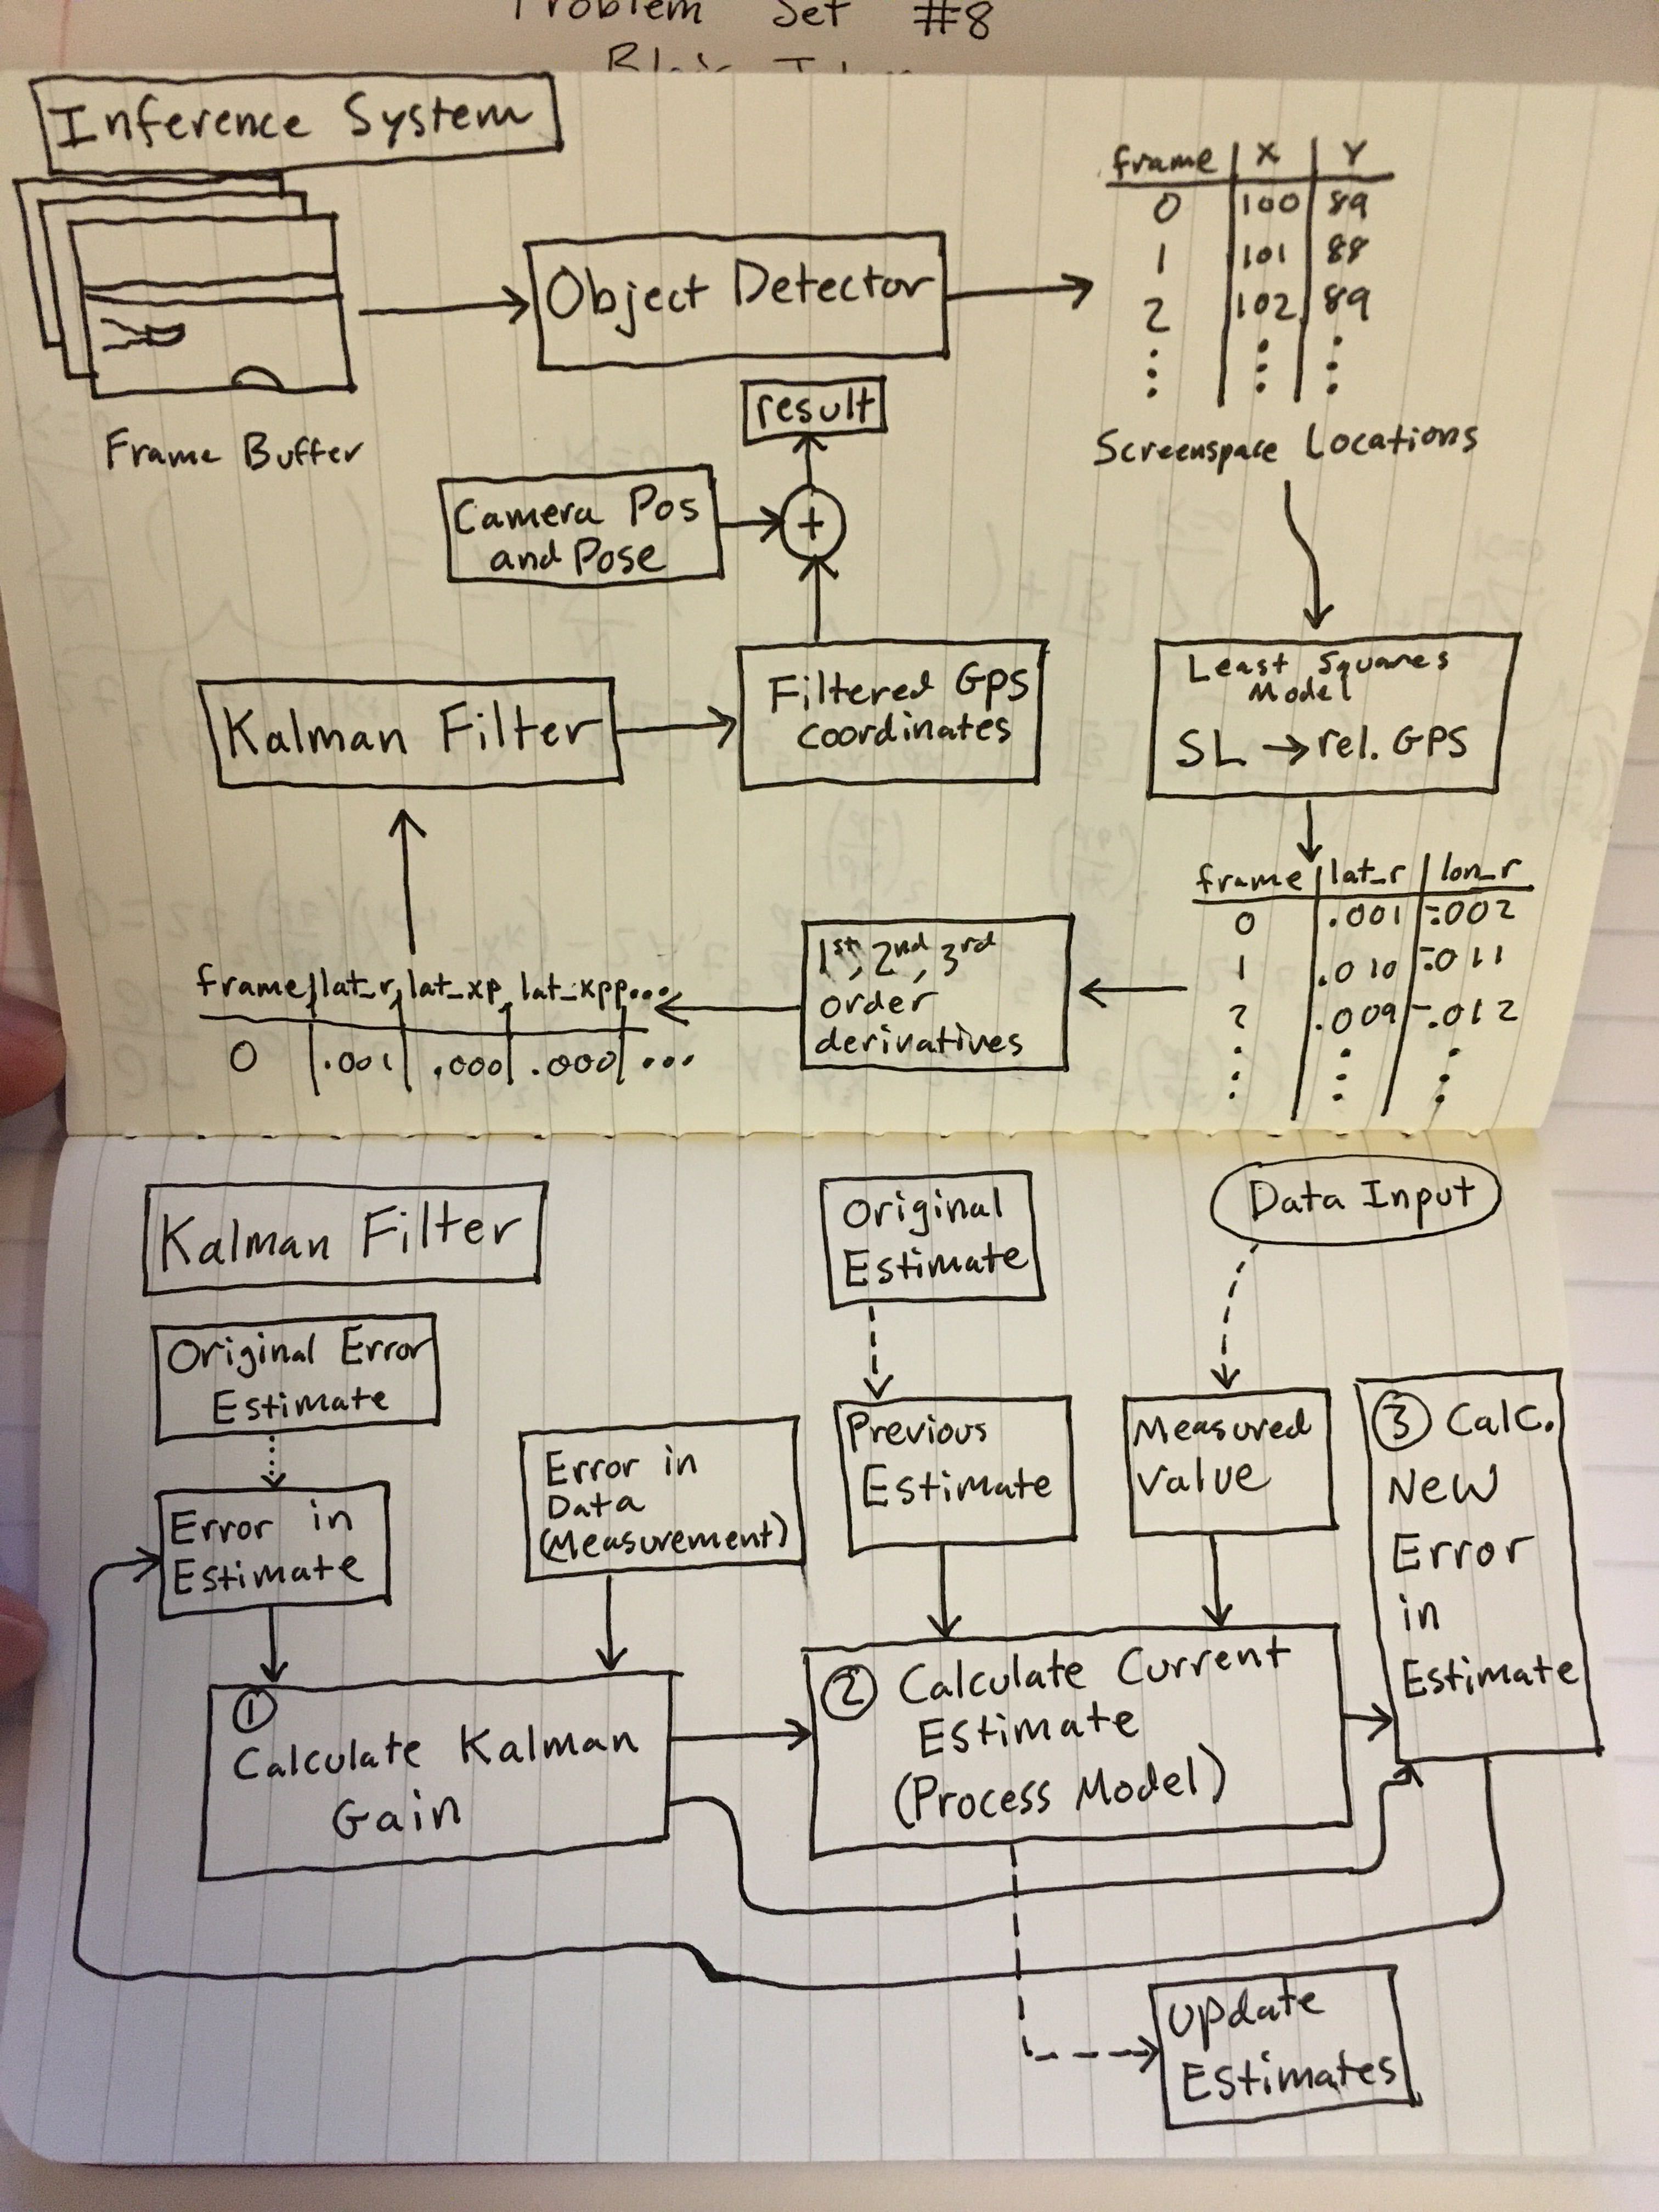 Problem Set #8
Inference System
frame | X | Y
0 | 100 | 89
1 | 101 | 88
2 | 102 | 89
⋮ | ⋮ | ⋮
Frame Buffer
Object Detector
Screenspace Locations
result
Camera Pos
and Pose
+
Least Squares
Model
SL → rel. GPS
Filtered GPS
coordinates
Kalman Filter
frame | lat_r | lon_r
0 | .001 | -.002
1 | .010 | -.011
2 | .009 | -.012
⋮ | ⋮ | ⋮
1st, 2nd, 3rd
order
derivatives
frame | lat_r | lat_xp | lat_xpp ...
0 | .001 | .000 | .000 | ...
Kalman Filter
Original
Estimate
Data Input
Original Error
Estimate
Error in
Estimate
Error in
Data
(Measurement)
Previous
Estimate
Measured
Value
③ Calc.
New
Error
in
Estimate
①
Calculate Kalman
Gain
② Calculate Current
Estimate
(Process Model)
Update
Estimates